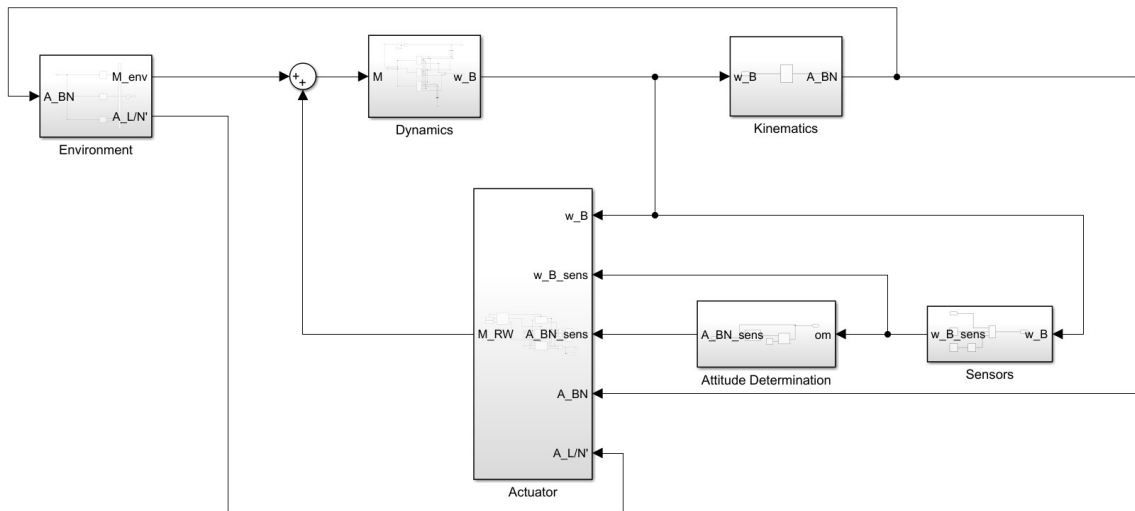 M_env
A_BN
A_L/N'
Environment
+
+
M
w_B
Dynamics
w_B
A_BN
Kinematics
w_B
w_B_sens
M_RW
A_BN_sens
A_BN
A_L/N'
Actuator
A_BN_sens
om
Attitude Determination
w_B_sens
w_B
Sensors